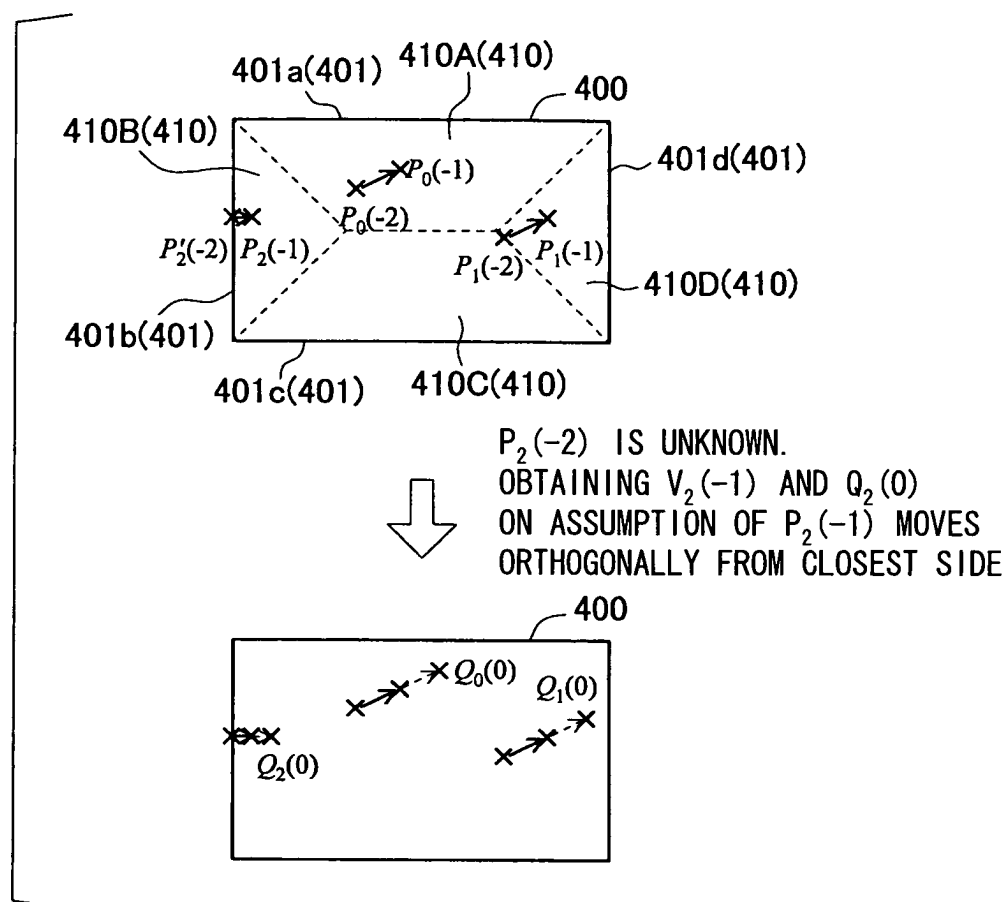 401a(401)
410A(410)
400
410B(410)
401d(401)
P₀(-1)
P₀(-2)
P₂′(-2) P₂(-1)
P₁(-2)
P₁(-1)
410D(410)
401b(401)
401c(401)
410C(410)
P₂(-2) IS UNKNOWN.
OBTAINING V₂(-1) AND Q₂(0)
ON ASSUMPTION OF P₂(-1) MOVES
ORTHOGONALLY FROM CLOSEST SIDE
400
Q₀(0)
Q₁(0)
Q₂(0)